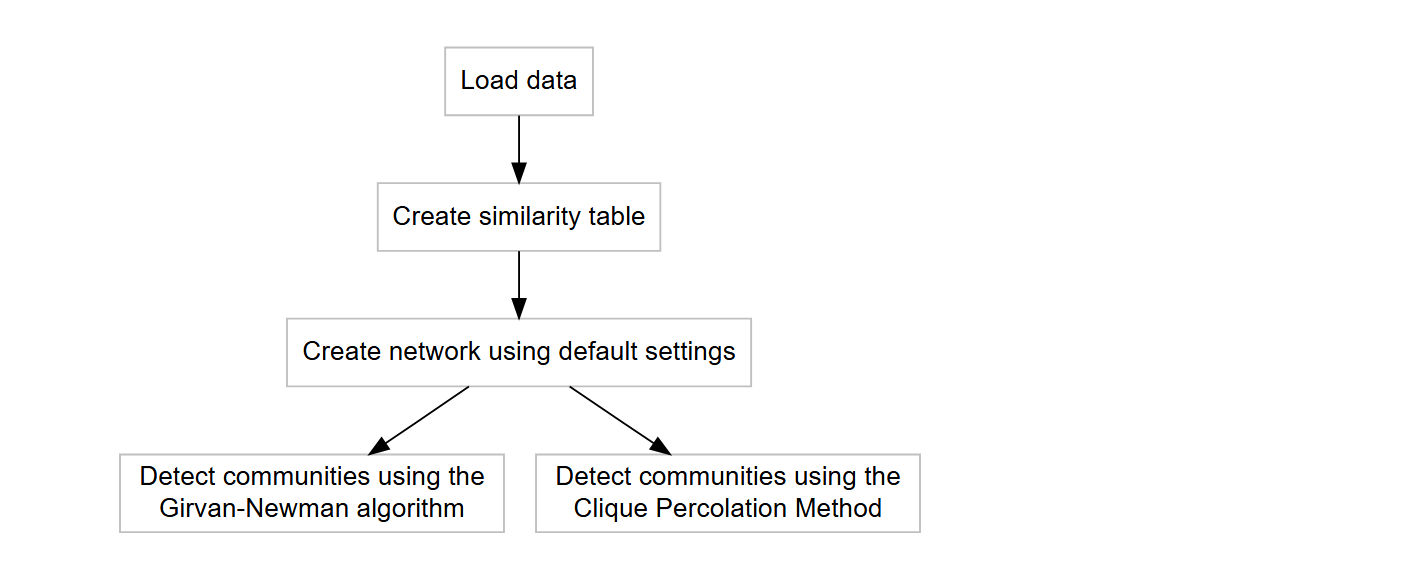 Load data
Create similarity table
Create network using default settings
Detect communities using the
Girvan-Newman algorithm
Detect communities using the
Clique Percolation Method